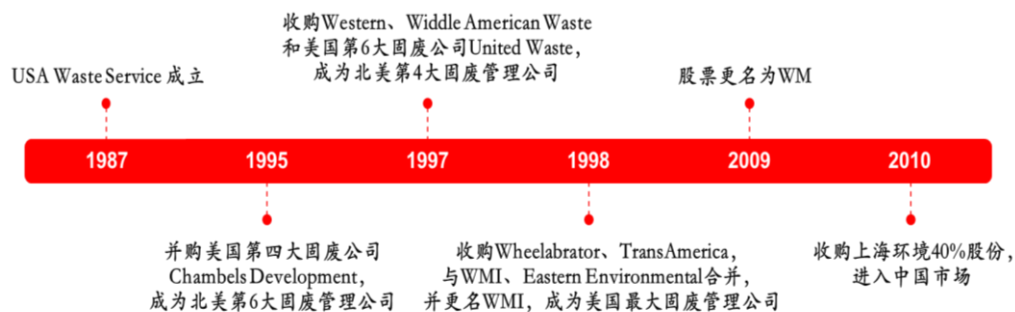 收购Western、Widdle American Waste
和美国第6大固废公司United Waste，
成为北美第4大固废管理公司
USA Waste Service 成立
股票更名为WM
1987
1995
1997
1998
2009
2010
并购美国第四大固废公司
Chambels Development，
成为北美第6大固废管理公司
收购Wheelabrator、TransAmerica，
与WMI、Eastern Environmental合并，
并更名WMI，成为美国最大固废管理公司
收购上海环境40%股份，
进入中国市场